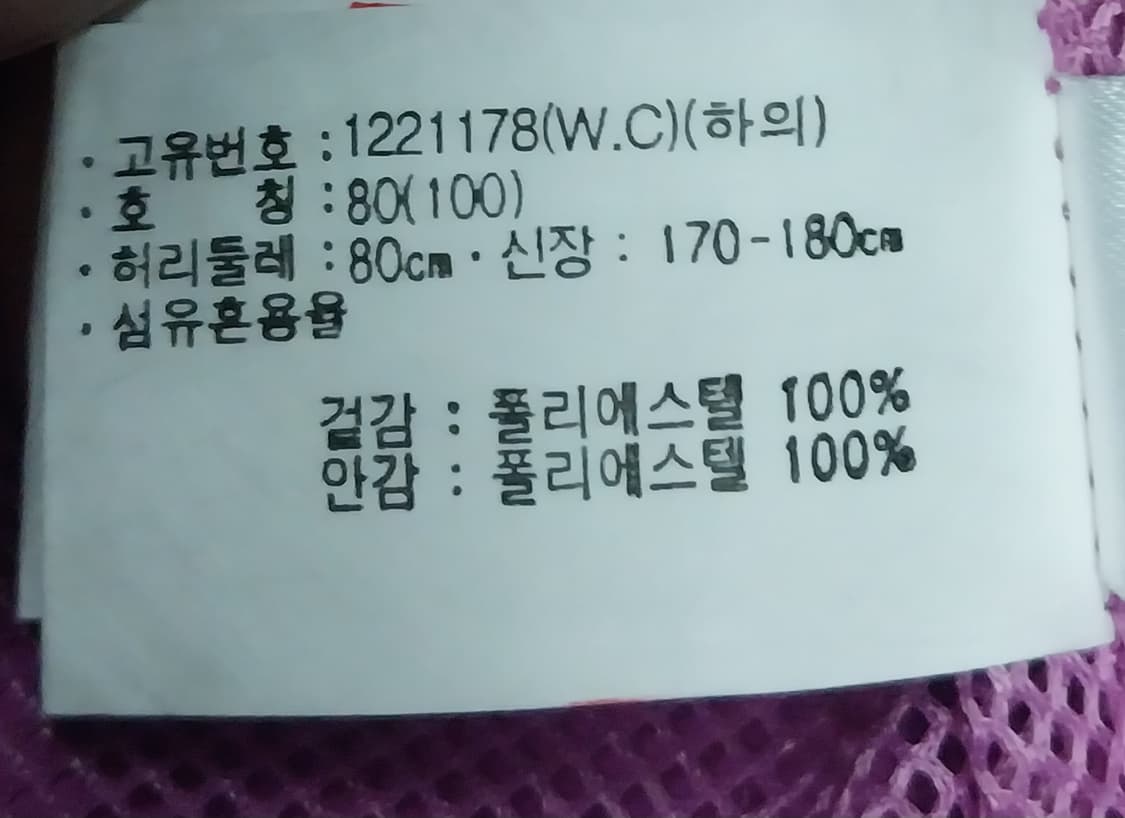 · 고유번호 : 1221178(W.C)(하의)
· 호 칭 : 80(100)
· 허리둘레 : 80cm · 신장 : 170-180cm
· 섬유혼용율
겉감 : 폴리에스텔 100%
안감 : 폴리에스텔 100%